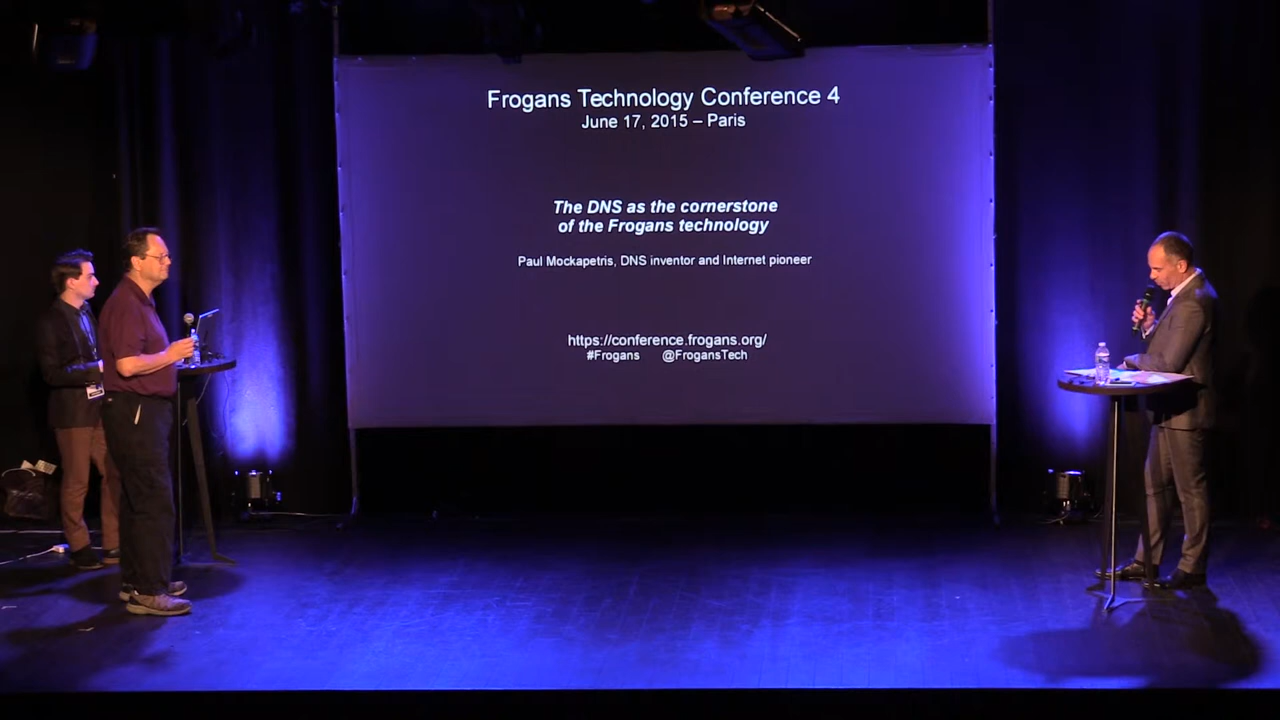 Frogans Technology Conference 4
June 17, 2015 – Paris
The DNS as the cornerstone
of the Frogans technology
Paul Mockapetris, DNS inventor and Internet pioneer
https://conference.frogans.org/
#Frogans @FrogansTech